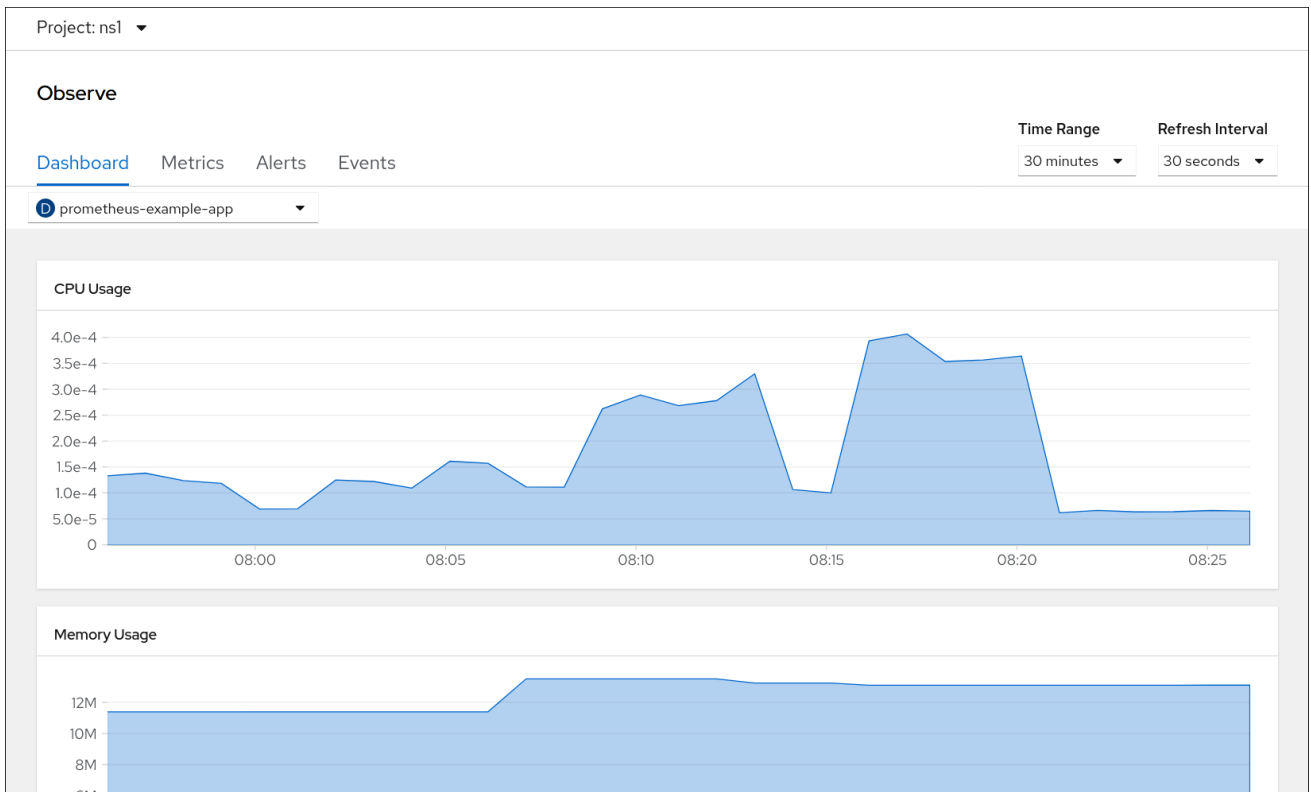 Project: ns1
Observe
Time Range
Refresh Interval
Dashboard
Metrics
Alerts
Events
30 minutes
30 seconds
D prometheus-example-app
CPU Usage
4.0e-4
3.5e-4
3.0e-4
2.5e-4
2.0e-4
1.5e-4
1.0e-4
5.0e-5
0
08:00
08:05
08:10
08:15
08:20
08:25
Memory Usage
12M
10M
8M